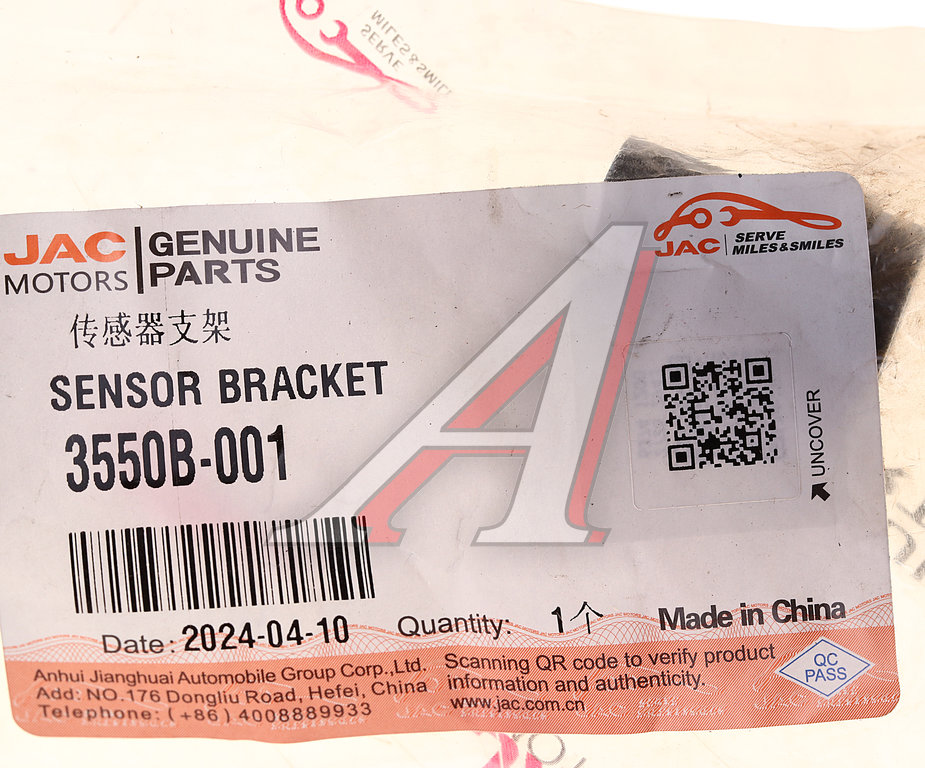 MILES & SMILES
SERVE
JAC
MOTORS
GENUINE
PARTS
JAC
SERVE
MILES&SMILES
传感器支架
SENSOR BRACKET
3550B-001
UNCOVER
Date: 2024-04-10
Quantity: 1个
Made in China
Anhui Jianghuai Automobile Group Corp.,Ltd.
Add: NO.176 Dongliu Road, Hefei, China
Telephone: (+86) 4008889933
Scanning QR code to verify product
information and authenticity.
www.jac.com.cn
QC
PASS